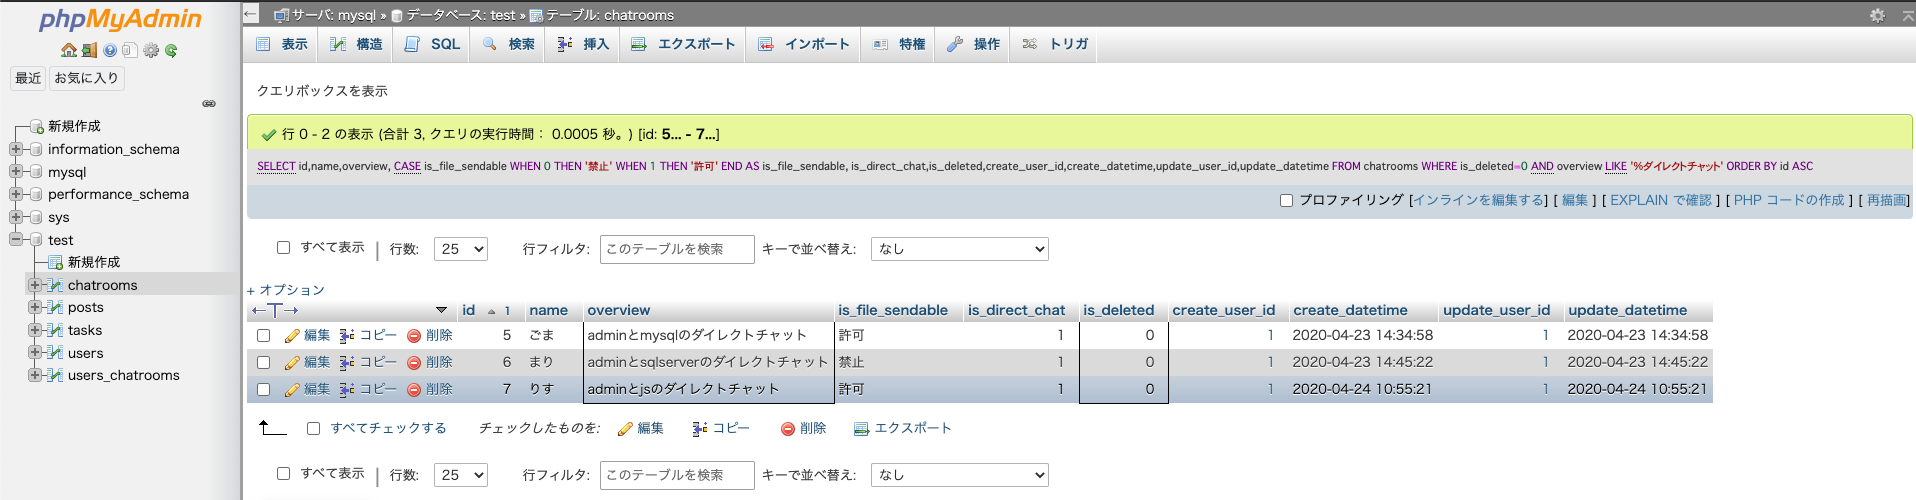 phpMyAdmin
最近 お気に入り
新規作成
information_schema
mysql
performance_schema
sys
test
新規作成
chatrooms
posts
tasks
users
users_chatrooms
サーバ: mysql » データベース: test » テーブル: chatrooms
表示 構造 SQL 検索 挿入 エクスポート インポート 特権 操作 トリガ
クエリボックスを表示
行 0 - 2 の表示 (合計 3, クエリの実行時間： 0.0005 秒。) [id: 5... - 7...]
SELECT id,name,overview, CASE is_file_sendable WHEN 0 THEN '禁止' WHEN 1 THEN '許可' END AS is_file_sendable, is_direct_chat,is_deleted,create_user_id,create_datetime,update_user_id,update_datetime FROM chatrooms WHERE is_deleted=0 AND overview LIKE '%ダイレクトチャット' ORDER BY id ASC
プロファイリング [インラインを編集する] [ 編集 ] [ EXPLAIN で確認 ] [ PHP コードの作成 ] [ 再描画]
すべて表示 行数: 25 行フィルタ: このテーブルを検索 キーで並べ替え: なし
+ オプション
id 1 name overview is_file_sendable is_direct_chat is_deleted create_user_id create_datetime update_user_id update_datetime
編集 コピー 削除 5 ごま adminとmysqlのダイレクトチャット 許可 1 0 1 2020-04-23 14:34:58 1 2020-04-23 14:34:58
編集 コピー 削除 6 まり adminとsqlserverのダイレクトチャット 禁止 1 0 1 2020-04-23 14:45:22 1 2020-04-23 14:45:22
編集 コピー 削除 7 りす adminとjsのダイレクトチャット 許可 1 0 1 2020-04-24 10:55:21 1 2020-04-24 10:55:21
すべてチェックする チェックしたものを: 編集 コピー 削除 エクスポート
すべて表示 行数: 25 行フィルタ: このテーブルを検索 キーで並べ替え: なし